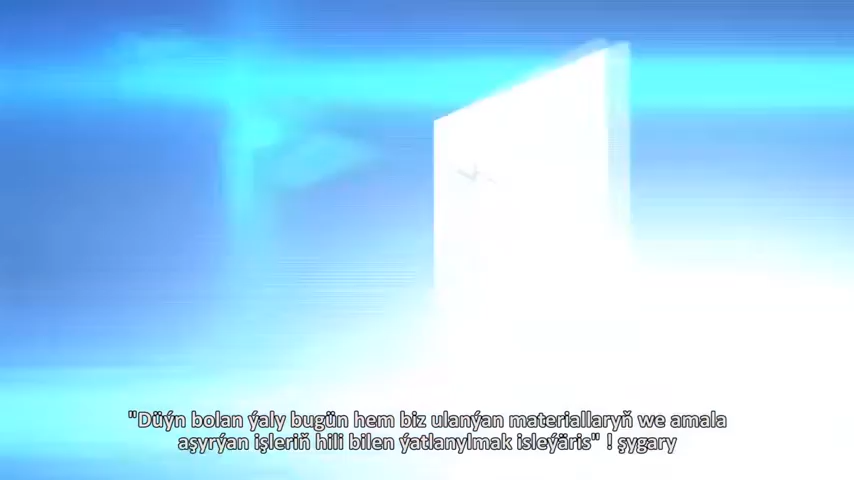 "Düýn bolan ýaly bugün hem biz ulanýan materiallaryň we amala
aşyrýan işleriň hili bilen ýatlanylmak isleýäris" ! şygary